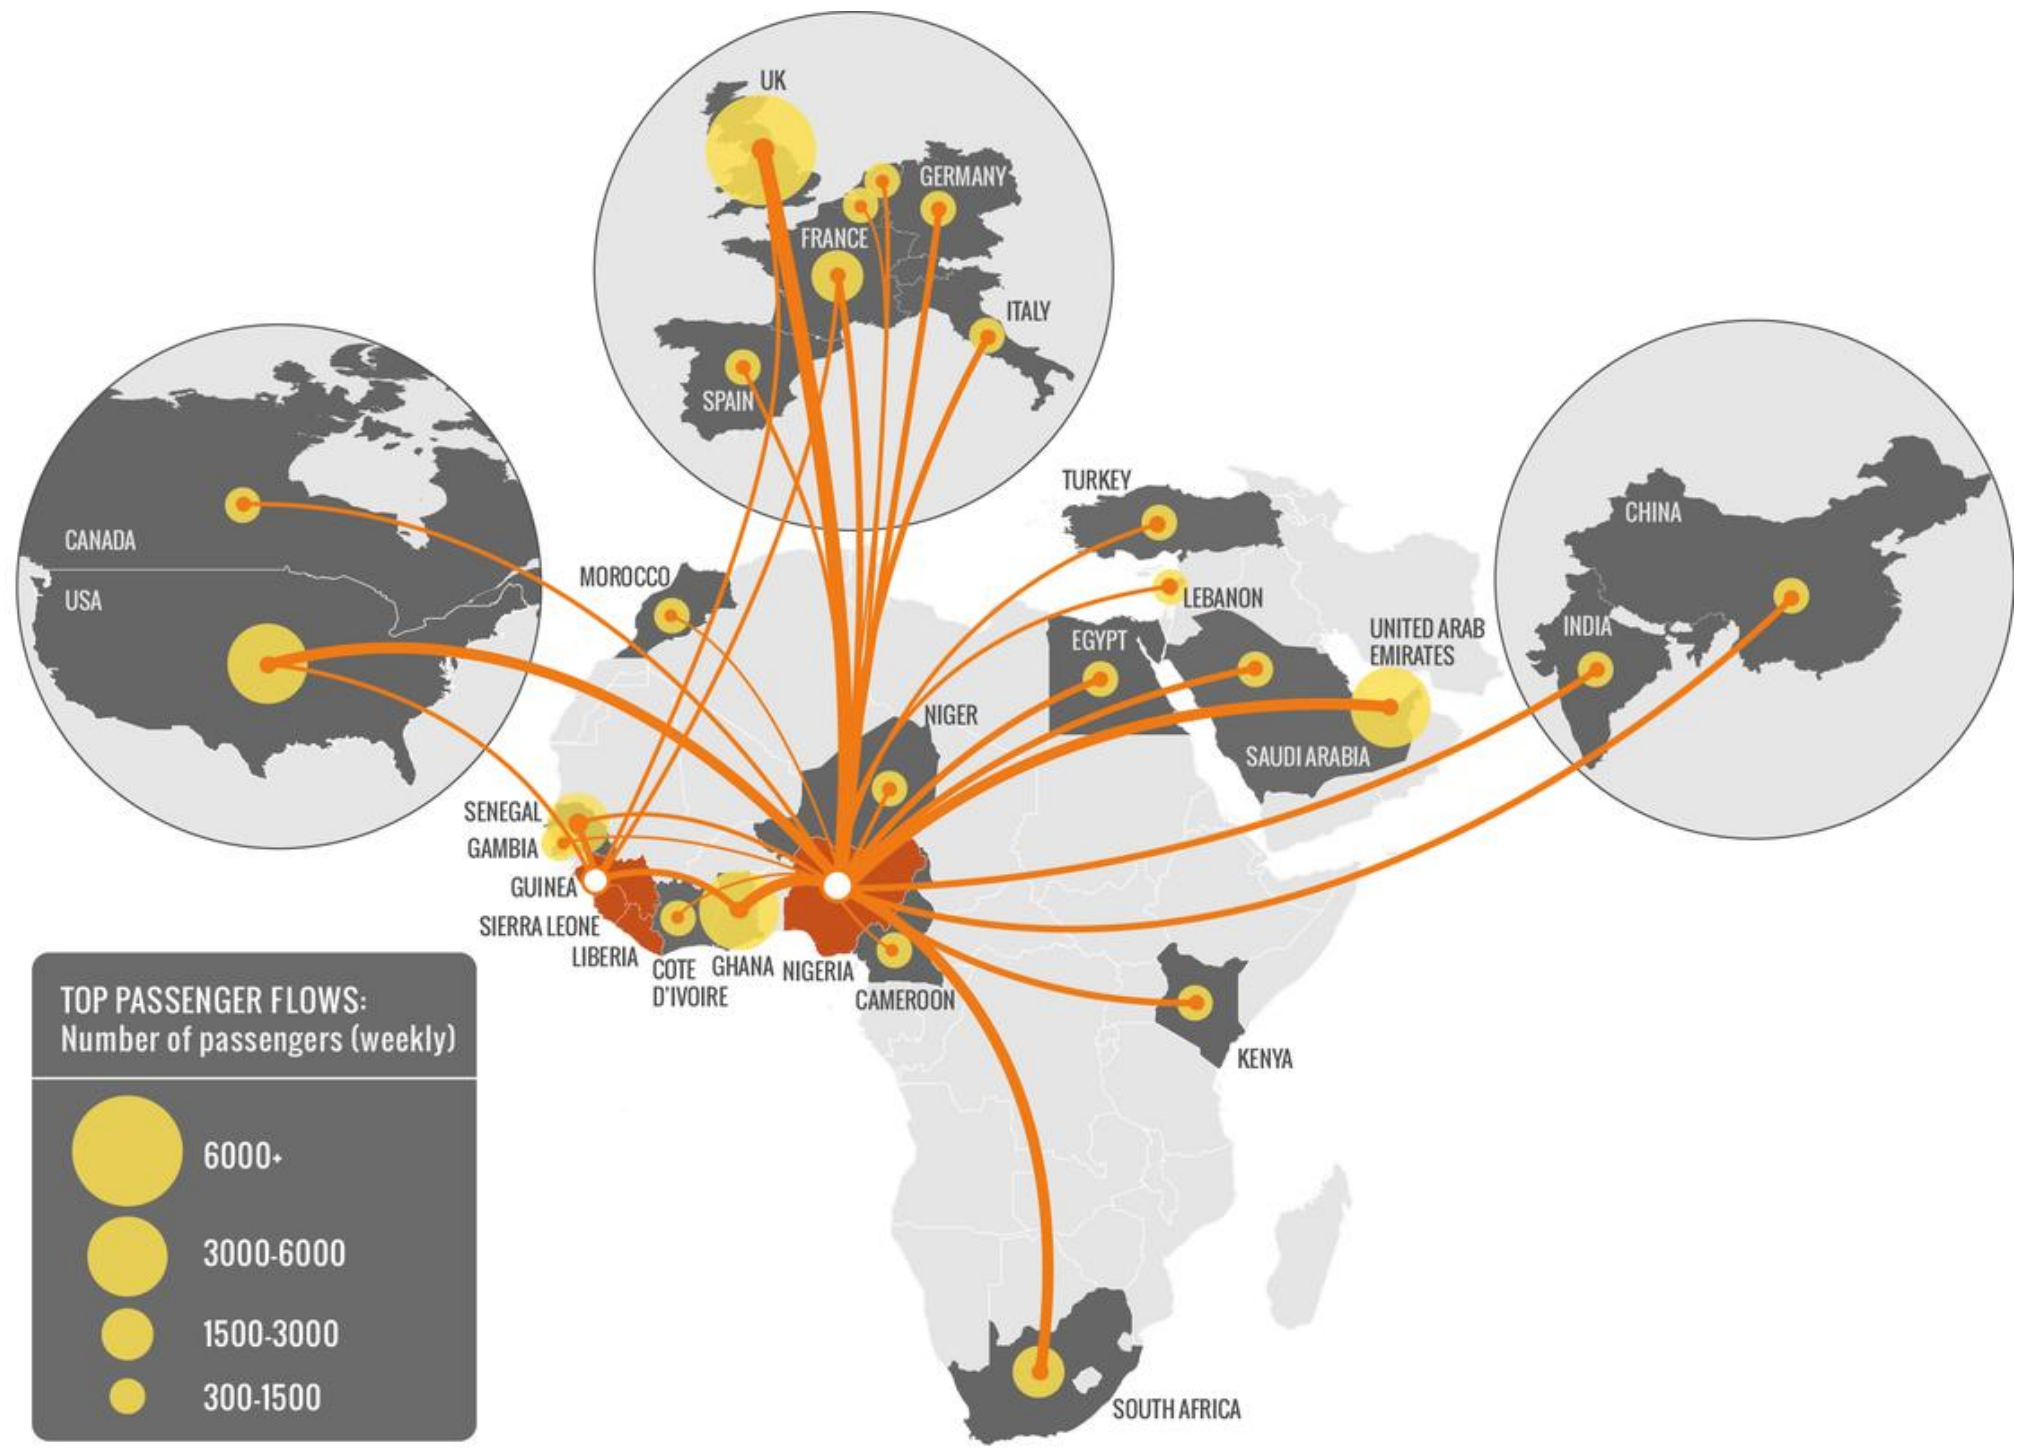 UK
GERMANY
FRANCE
ITALY
SPAIN
CANADA
USA
MOROCCO
TURKEY
LEBANON
EGYPT
UNITED ARAB
EMIRATES
SAUDI ARABIA
CHINA
INDIA
NIGER
SENEGAL
GAMBIA
GUINEA
SIERRA LEONE
LIBERIA
COTE
D'IVOIRE
GHANA
NIGERIA
CAMEROON
KENYA
SOUTH AFRICA
TOP PASSENGER FLOWS:
Number of passengers (weekly)
6000+
3000-6000
1500-3000
300-1500